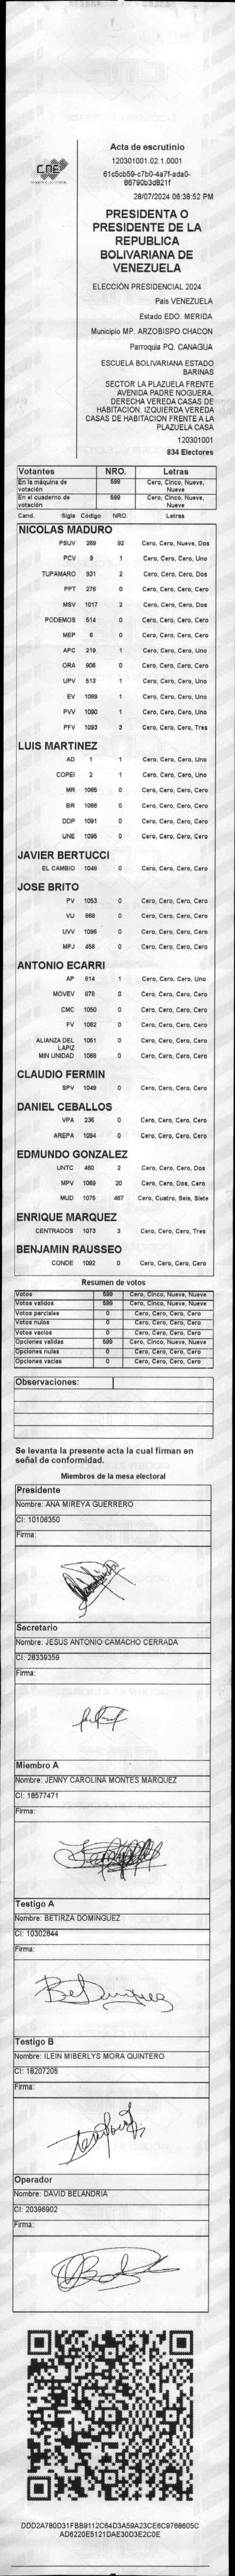 CNE
Acta de escrutinio
120301001.02.1.0001
61c5cb59-c7b0-4a7f-ada0-
86790b3d821f
28/07/2024 06:38:52 PM
PRESIDENTA O
PRESIDENTE DE LA
REPUBLICA
BOLIVARIANA DE
VENEZUELA
ELECCIÓN PRESIDENCIAL 2024
País VENEZUELA
Estado EDO. MERIDA
Municipio MP. ARZOBISPO CHACON
Parroquia PQ. CANAGUA
ESCUELA BOLIVARIANA ESTADO
BARINAS
SECTOR LA PLAZUELA FRENTE
AVENIDA PADRE NOGUERA.
DERECHA VEREDA CASAS DE
HABITACION. IZQUIERDA VEREDA
CASAS DE HABITACION FRENTE A LA
PLAZUELA CASA
120301001
834 Electores
Votantes NRO. Letras
En la máquina de votación 599 Cero, Cinco, Nueve, Nueve
En el cuaderno de votación 599 Cero, Cinco, Nueve, Nueve
Cand. Sigla Código NRO. Letras
NICOLAS MADURO
PSUV 269 92 Cero, Cero, Nueve, Dos
PCV 9 1 Cero, Cero, Cero, Uno
TUPAMARO 931 2 Cero, Cero, Cero, Dos
PPT 276 0 Cero, Cero, Cero, Cero
MSV 1017 2 Cero, Cero, Cero, Dos
PODEMOS 514 0 Cero, Cero, Cero, Cero
MEP 6 0 Cero, Cero, Cero, Cero
APC 219 1 Cero, Cero, Cero, Uno
ORA 906 0 Cero, Cero, Cero, Cero
UPV 513 1 Cero, Cero, Cero, Uno
EV 1089 1 Cero, Cero, Cero, Uno
PVV 1090 1 Cero, Cero, Cero, Uno
PFV 1093 3 Cero, Cero, Cero, Tres
LUIS MARTINEZ
AD 1 1 Cero, Cero, Cero, Uno
COPEI 2 1 Cero, Cero, Cero, Uno
MR 1065 0 Cero, Cero, Cero, Cero
BR 1066 0 Cero, Cero, Cero, Cero
DDP 1091 0 Cero, Cero, Cero, Cero
UNE 1095 0 Cero, Cero, Cero, Cero
JAVIER BERTUCCI
EL CAMBIO 1046 0 Cero, Cero, Cero, Cero
JOSE BRITO
PV 1053 0 Cero, Cero, Cero, Cero
VU 968 0 Cero, Cero, Cero, Cero
UVV 1096 0 Cero, Cero, Cero, Cero
MPJ 458 0 Cero, Cero, Cero, Cero
ANTONIO ECARRI
AP 814 1 Cero, Cero, Cero, Uno
MOVEV 879 0 Cero, Cero, Cero, Cero
CMC 1050 0 Cero, Cero, Cero, Cero
FV 1062 0 Cero, Cero, Cero, Cero
ALIANZA DEL LAPIZ 1061 0 Cero, Cero, Cero, Cero
MIN UNIDAD 1068 0 Cero, Cero, Cero, Cero
CLAUDIO FERMIN
SPV 1049 0 Cero, Cero, Cero, Cero
DANIEL CEBALLOS
VPA 236 0 Cero, Cero, Cero, Cero
AREPA 1094 0 Cero, Cero, Cero, Cero
EDMUNDO GONZALEZ
UNTC 460 2 Cero, Cero, Cero, Dos
MPV 1069 20 Cero, Cero, Dos, Cero
MUD 1075 467 Cero, Cuatro, Seis, Siete
ENRIQUE MARQUEZ
CENTRADOS 1073 3 Cero, Cero, Cero, Tres
BENJAMIN RAUSSEO
CONDE 1092 0 Cero, Cero, Cero, Cero
Resumen de votos
Votos 599 Cero, Cinco, Nueve, Nueve
Votos validos 599 Cero, Cinco, Nueve, Nueve
Votos parciales 0 Cero, Cero, Cero, Cero
Votos nulos 0 Cero, Cero, Cero, Cero
Votos vacíos 0 Cero, Cero, Cero, Cero
Opciones validas 599 Cero, Cinco, Nueve, Nueve
Opciones nulas 0 Cero, Cero, Cero, Cero
Opciones vacías 0 Cero, Cero, Cero, Cero
Observaciones:
Se levanta la presente acta la cual firman en
señal de conformidad.
Miembros de la mesa electoral
Presidente
Nombre: ANA MIREYA GUERRERO
CI: 10106350
Firma:
Secretario
Nombre: JESUS ANTONIO CAMACHO CERRADA
CI: 28339359
Firma:
Miembro A
Nombre: JENNY CAROLINA MONTES MARQUEZ
CI: 18577471
Firma:
Testigo A
Nombre: BETIRZA DOMINGUEZ
CI: 10302844
Firma:
Testigo B
Nombre: ILEIN MIBERLYS MORA QUINTERO
CI: 18207205
Firma:
Operador
Nombre: DAVID BELANDRIA
CI: 20396902
Firma:
DDD2A760D31FBB9112C64D3A59A23CE6C9768605C
AD6220E5121DAE30D3E2C0E